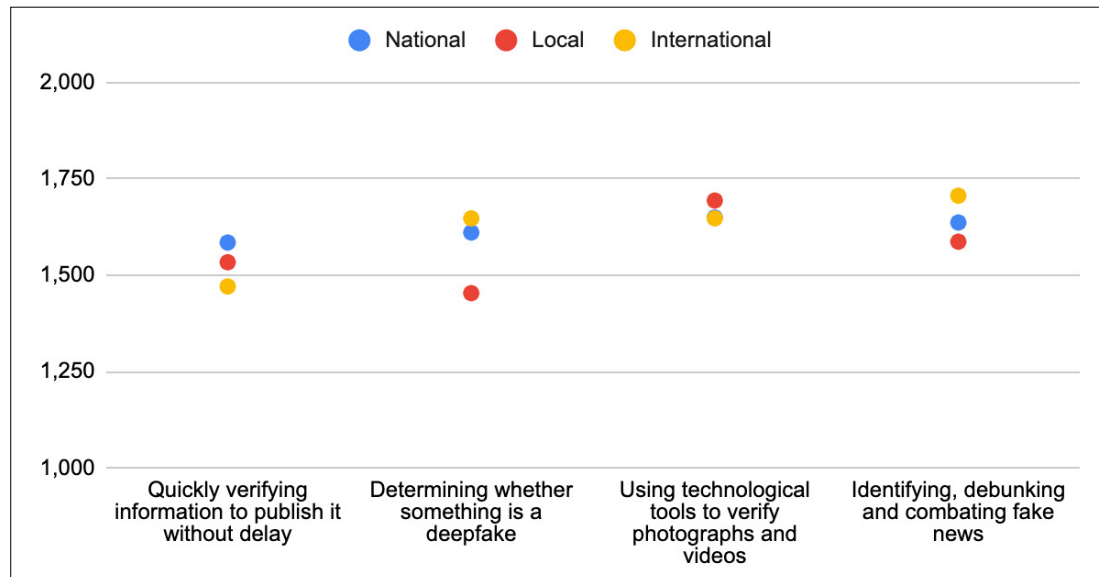 National Local International
2,000
1,750
1,500
1,250
1,000
Quickly verifying
information to publish it
without delay
Determining whether
something is a
deepfake
Using technological
tools to verify
photographs and
videos
Identifying, debunking
and combating fake
news